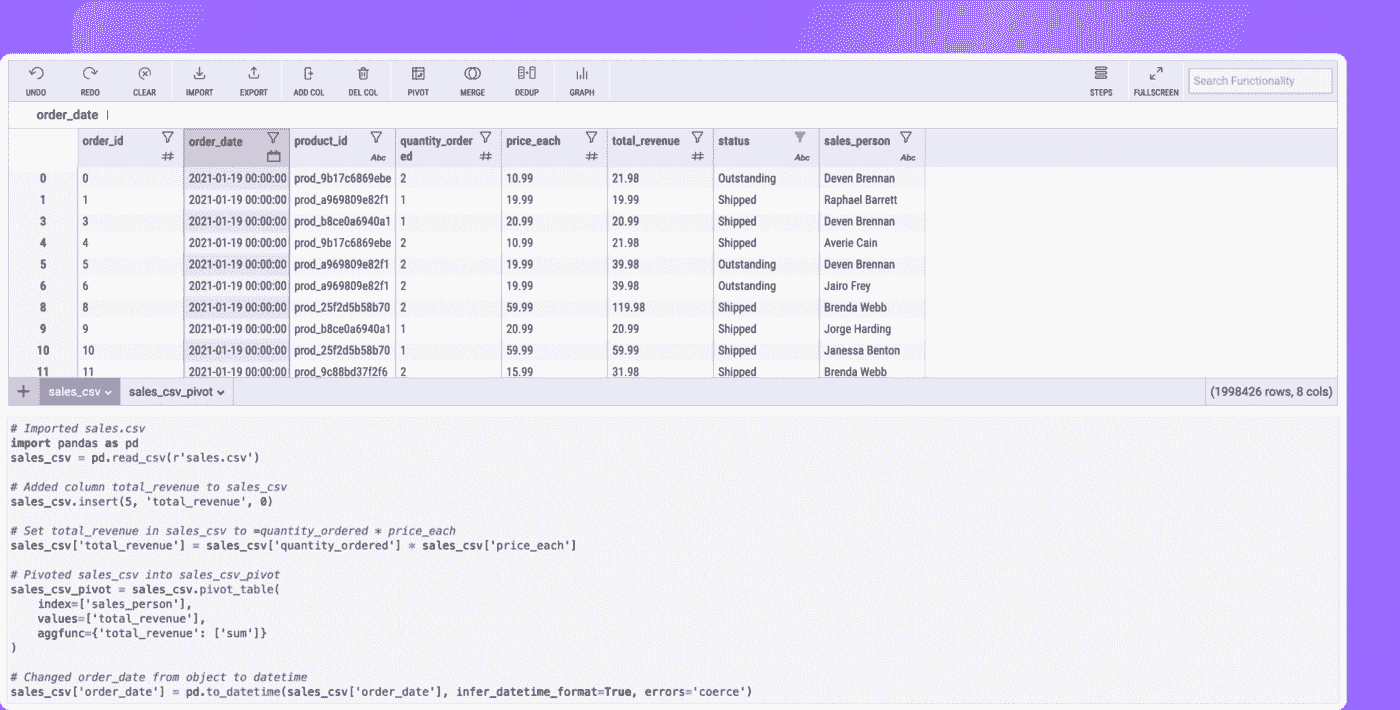 UNDO REDO CLEAR IMPORT EXPORT ADD COL DEL COL PIVOT MERGE DEDUP GRAPH STEPS FULLSCREEN Search Functionality
order_date
order_id order_date product_id quantity_order price_each total_revenue status sales_person
# Abc ed # # # Abc Abc
0 0 2021-01-19 00:00:00 prod_9b17c6869ebe 2 10.99 21.98 Outstanding Deven Brennan
1 1 2021-01-19 00:00:00 prod_a969809e82f1 1 19.99 19.99 Shipped Raphael Barrett
3 3 2021-01-19 00:00:00 prod_b8ce0a6940a1 1 20.99 20.99 Shipped Deven Brennan
4 4 2021-01-19 00:00:00 prod_9b17c6869ebe 2 10.99 21.98 Shipped Averie Cain
5 5 2021-01-19 00:00:00 prod_a969809e82f1 2 19.99 39.98 Outstanding Deven Brennan
6 6 2021-01-19 00:00:00 prod_a969809e82f1 2 19.99 39.98 Outstanding Jairo Frey
8 8 2021-01-19 00:00:00 prod_25f2d5b58b70 2 59.99 119.98 Shipped Brenda Webb
9 9 2021-01-19 00:00:00 prod_b8ce0a6940a1 1 20.99 20.99 Shipped Jorge Harding
10 10 2021-01-19 00:00:00 prod_25f2d5b58b70 1 59.99 59.99 Shipped Janessa Benton
11 11 2021-01-19 00:00:00 prod_9c88bd37f2f6 2 15.99 31.98 Shipped Brenda Webb
+ sales_csv sales_csv_pivot (1998426 rows, 8 cols)
# Imported sales.csv
import pandas as pd
sales_csv = pd.read_csv(r'sales.csv')
# Added column total_revenue to sales_csv
sales_csv.insert(5, 'total_revenue', 0)
# Set total_revenue in sales_csv to =quantity_ordered * price_each
sales_csv['total_revenue'] = sales_csv['quantity_ordered'] * sales_csv['price_each']
# Pivoted sales_csv into sales_csv_pivot
sales_csv_pivot = sales_csv.pivot_table(
    index=['sales_person'],
    values=['total_revenue'],
    aggfunc={'total_revenue': ['sum']}
)
# Changed order_date from object to datetime
sales_csv['order_date'] = pd.to_datetime(sales_csv['order_date'], infer_datetime_format=True, errors='coerce')